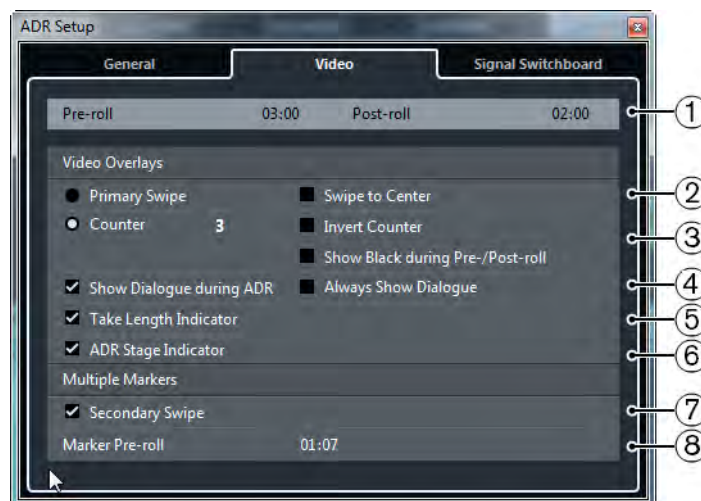 ADR Setup
General Video Signal Switchboard
Pre-roll 03:00 Post-roll 02:00 1
Video Overlays
Primary Swipe Swipe to Center 2
Counter 3 Invert Counter
3
Show Black during Pre-/Post-roll
Show Dialogue during ADR Always Show Dialogue 4
Take Length Indicator 5
ADR Stage Indicator 6
Multiple Markers
Secondary Swipe 7
Marker Pre-roll 01:07 8